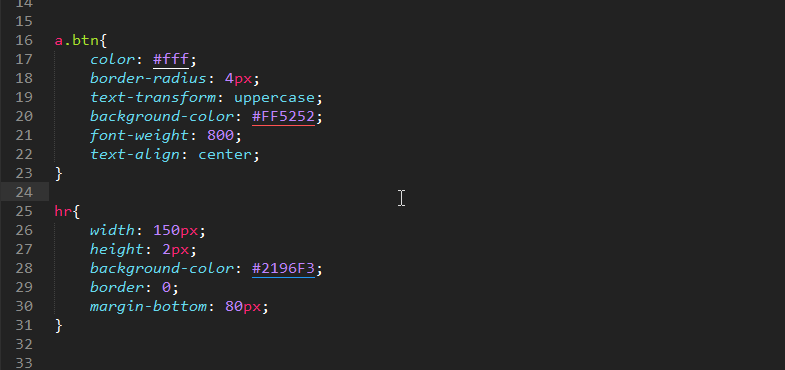 14
15
16 a.btn{
17     color: #fff;
18     border-radius: 4px;
19     text-transform: uppercase;
20     background-color: #FF5252;
21     font-weight: 800;
22     text-align: center;
23 }
24
25 hr{
26     width: 150px;
27     height: 2px;
28     background-color: #2196F3;
29     border: 0;
30     margin-bottom: 80px;
31 }
32
33